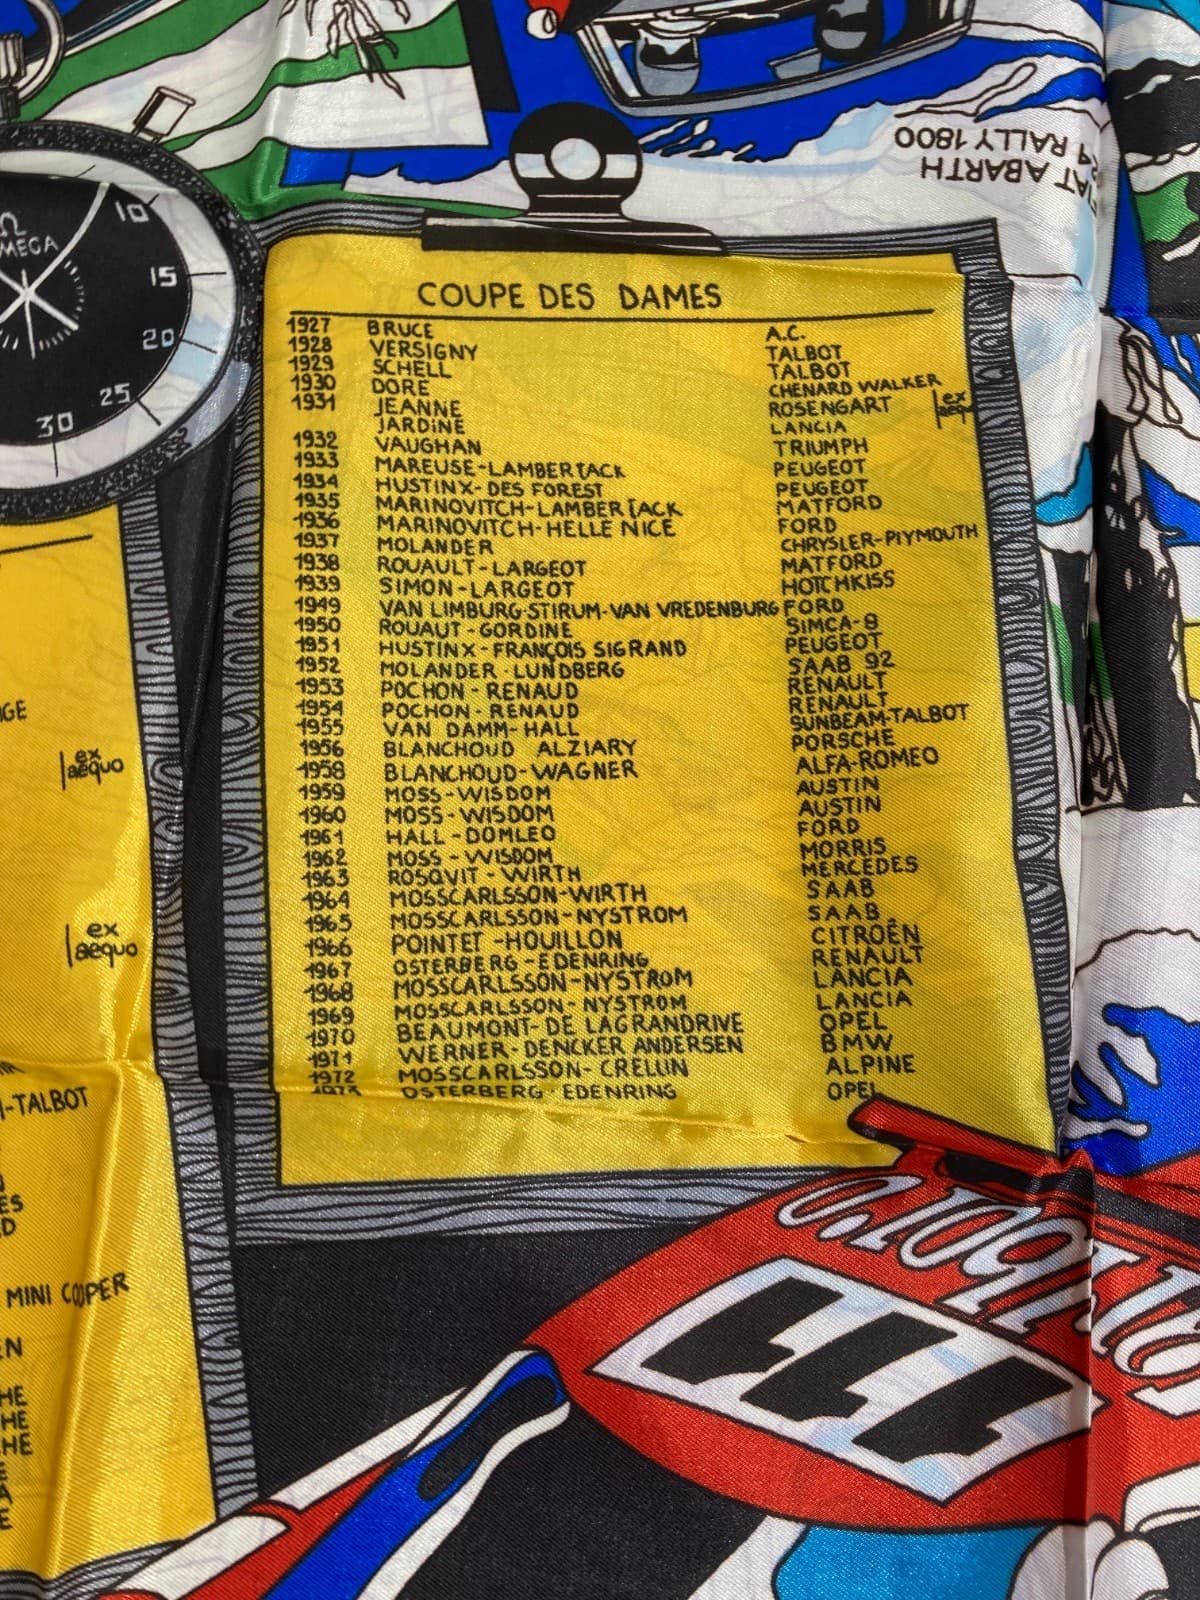 FIAT ABARTH
RALLY 1800
Ω
OMEGA
10
15
20
25
30
COUPE DES DAMES
1927 BRUCE A.C.
1928 VERSIGNY TALBOT
1929 SCHELL TALBOT
1930 DORE CHENARD WALKER
1931 JEANNE ROSENGART ex
JARDINE LANCIA aequo
1932 VAUGHAN TRIUMPH
1933 MAREUSE-LAMBERJACK PEUGEOT
1934 HUSTINX-DES FOREST PEUGEOT
1935 MARINOVITCH-LAMBERJACK MATFORD
1936 MARINOVITCH-HELLE NICE FORD
1937 MOLANDER CHRYSLER-PIYMOUTH
1938 ROUAULT-LARGEOT MATFORD
1939 SIMON-LARGEOT HOTCHKISS
1949 VAN LIMBURG-STIRUM-VAN VREDENBURG FORD
1950 ROUAUT-GORDINE SIMCA-8
1951 HUSTINX-FRANÇOIS SIGRAND PEUGEOT
1952 MOLANDER-LUNDBERG SAAB 92
1953 POCHON-RENAUD RENAULT
1954 POCHON-RENAUD RENAULT
1955 VAN DAMM-HALL SUNBEAM-TALBOT
1956 BLANCHOUD ALZIARY PORSCHE
1958 BLANCHOUD-WAGNER ALFA-ROMEO
1959 MOSS-WISDOM AUSTIN
1960 MOSS-WISDOM AUSTIN
1961 HALL-DOMLEO FORD
1962 MOSS-WISDOM MORRIS
1963 ROSQVIT-WIRTH MERCEDES
1964 MOSSCARLSSON-WIRTH SAAB
1965 MOSSCARLSSON-NYSTROM SAAB
1966 POINTET-HOUILLON CITROËN
1967 OSTERBERG-EDENRING RENAULT
1968 MOSSCARLSSON-NYSTROM LANCIA
1969 MOSSCARLSSON-NYSTROM LANCIA
1970 BEAUMONT-DE LAGRANDRIVE OPEL
1971 WERNER-DENCKER ANDERSEN BMW
1972 MOSSCARLSSON-CRELLIN ALPINE
1973 OSTERBERG-EDENRING OPEL
ex
aequo
ex
aequo
-TALBOT
MINI COOPER